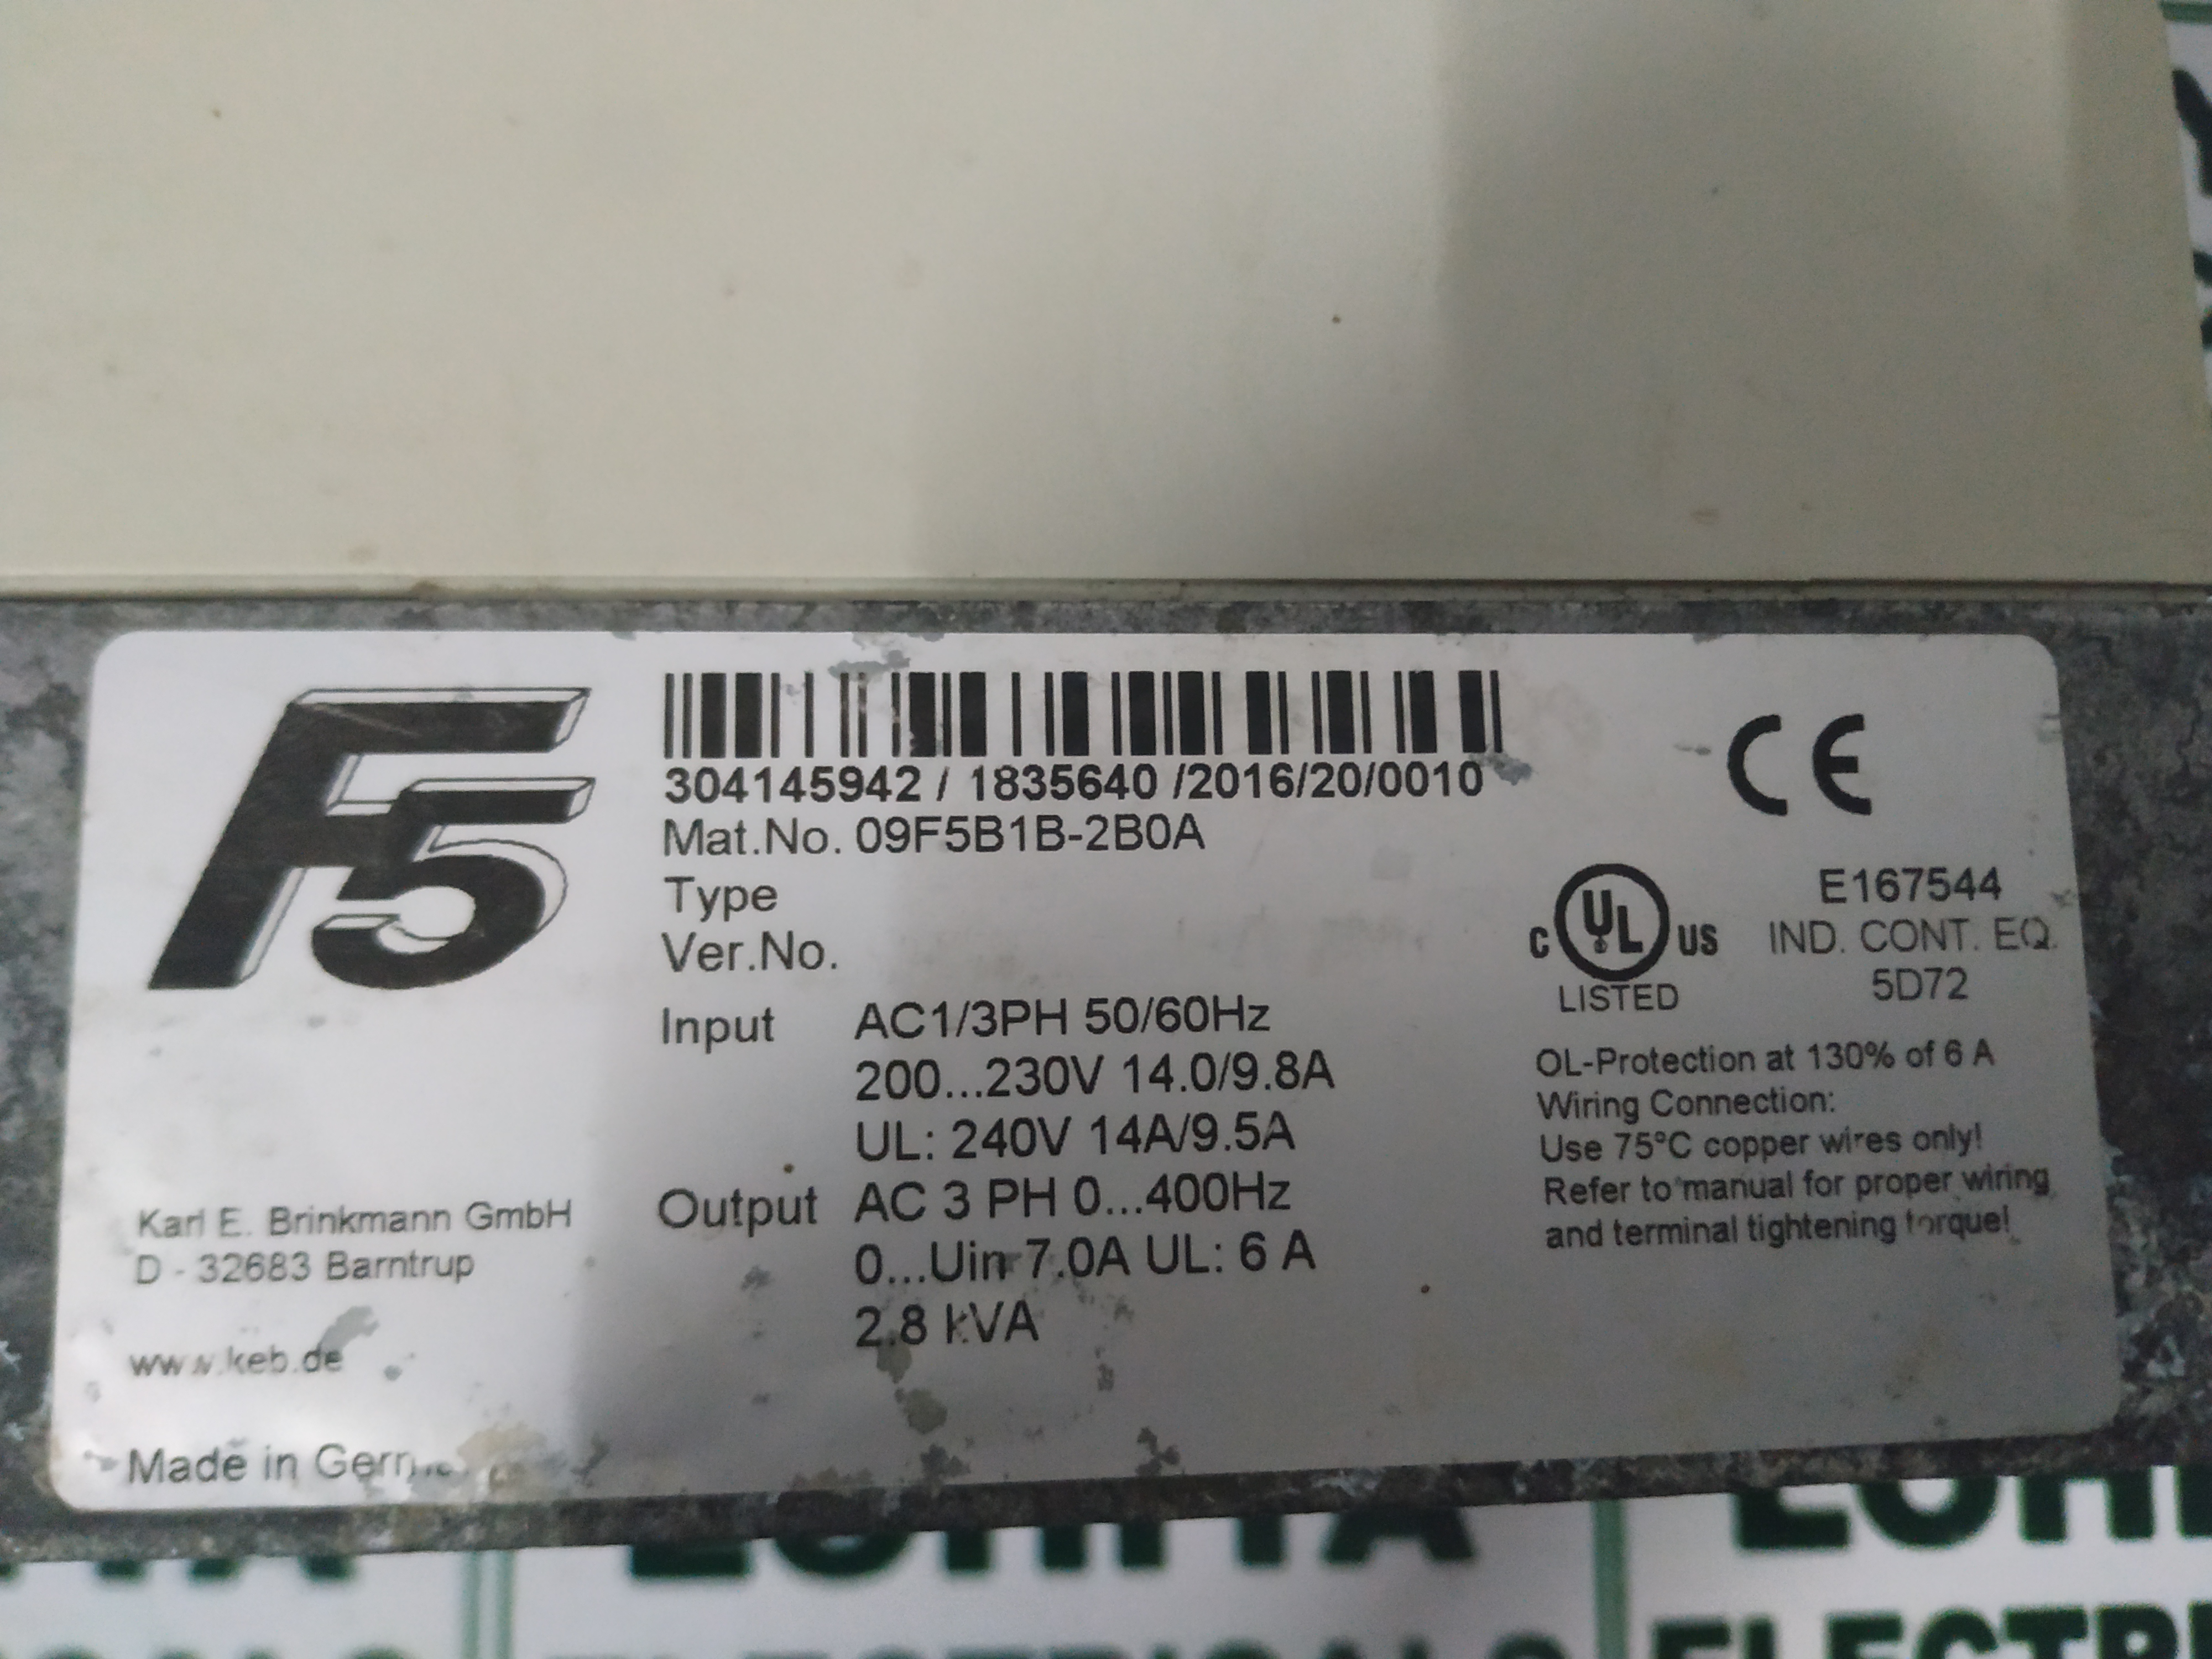 F5
304145942 / 1835640 /2016/20/0010
Mat.No. 09F5B1B-2B0A
Type
Ver.No.
Input AC1/3PH 50/60Hz
200...230V 14.0/9.8A
UL: 240V 14A/9.5A
Output AC 3 PH 0...400Hz
0...Uin 7.0A UL: 6 A
2.8 kVA
Karl E. Brinkmann GmbH
D - 32683 Barntrup
www.keb.de
Made in
CE
C UL US
LISTED
E167544
IND. CONT. EQ.
5D72
OL-Protection at 130% of 6 A
Wiring Connection:
Use 75°C copper wires only!
Refer to manual for proper wiring
and terminal tightening torque!